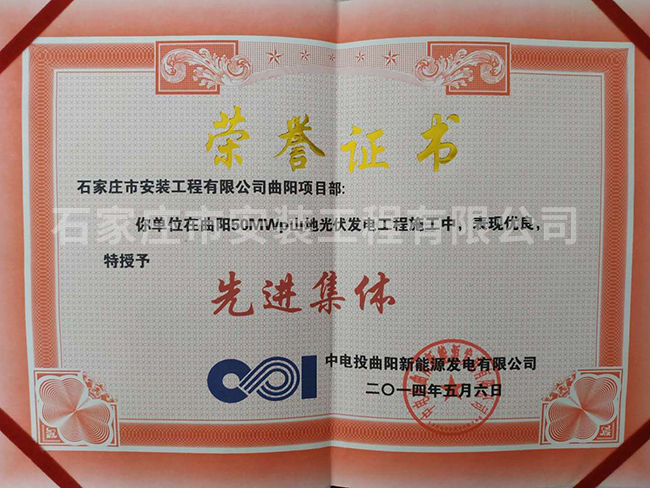 荣誉证书
石家庄市安装工程有限公司曲阳项目部:
你单位在曲阳50MWp山地光伏发电工程施工中,表现优良,
石家庄市安装工程有限公司
特授予
先进集体
CPI
中电投曲阳新能源发电有限公司
二〇一四年五月六日